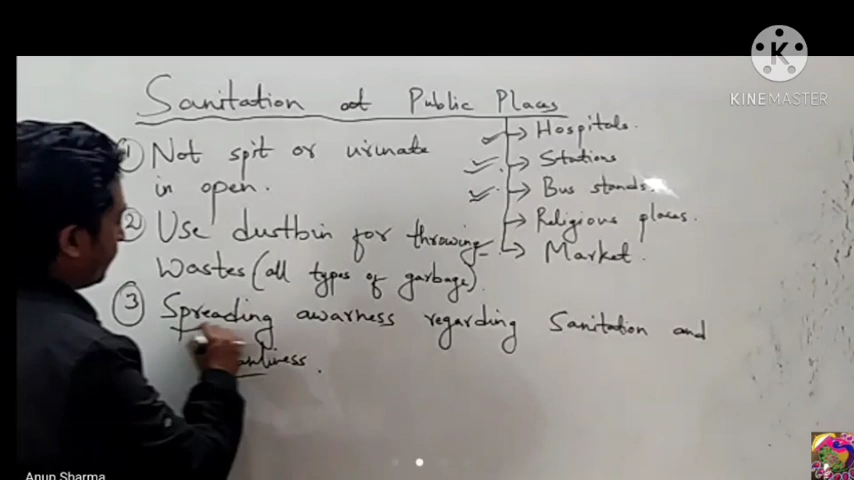 KINEMASTER
Sanitation at Public Places
① Not spit or urinate
in open.
② Use dustbin for throwing
Wastes (all types of garbage).
③ Spreading awarness regarding Sanitation and
→ Hospitals.
→ Stations
→ Bus stands.
→ Religious places.
→ Market.
Anup Sharma